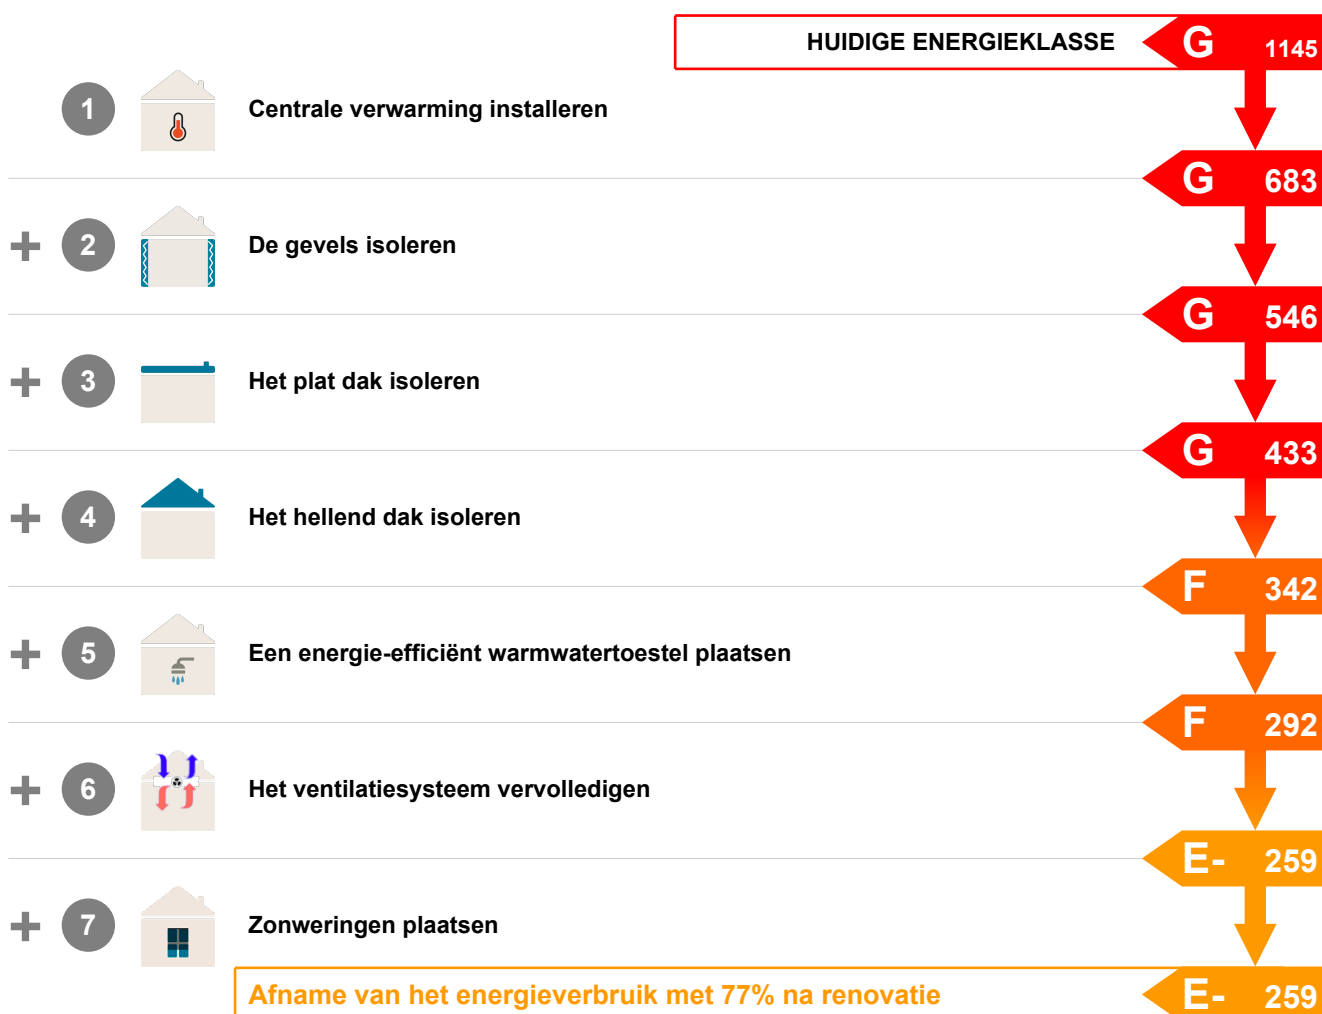 HUIDIGE ENERGIEKLASSE G 1145
1 Centrale verwarming installeren
G 683
+ 2 De gevels isoleren
G 546
+ 3 Het plat dak isoleren
G 433
+ 4 Het hellend dak isoleren
F 342
+ 5 Een energie-efficiënt warmwatertoestel plaatsen
F 292
+ 6 Het ventilatiesysteem vervolledigen
E- 259
+ 7 Zonweringen plaatsen
Afname van het energieverbruik met 77% na renovatie E- 259